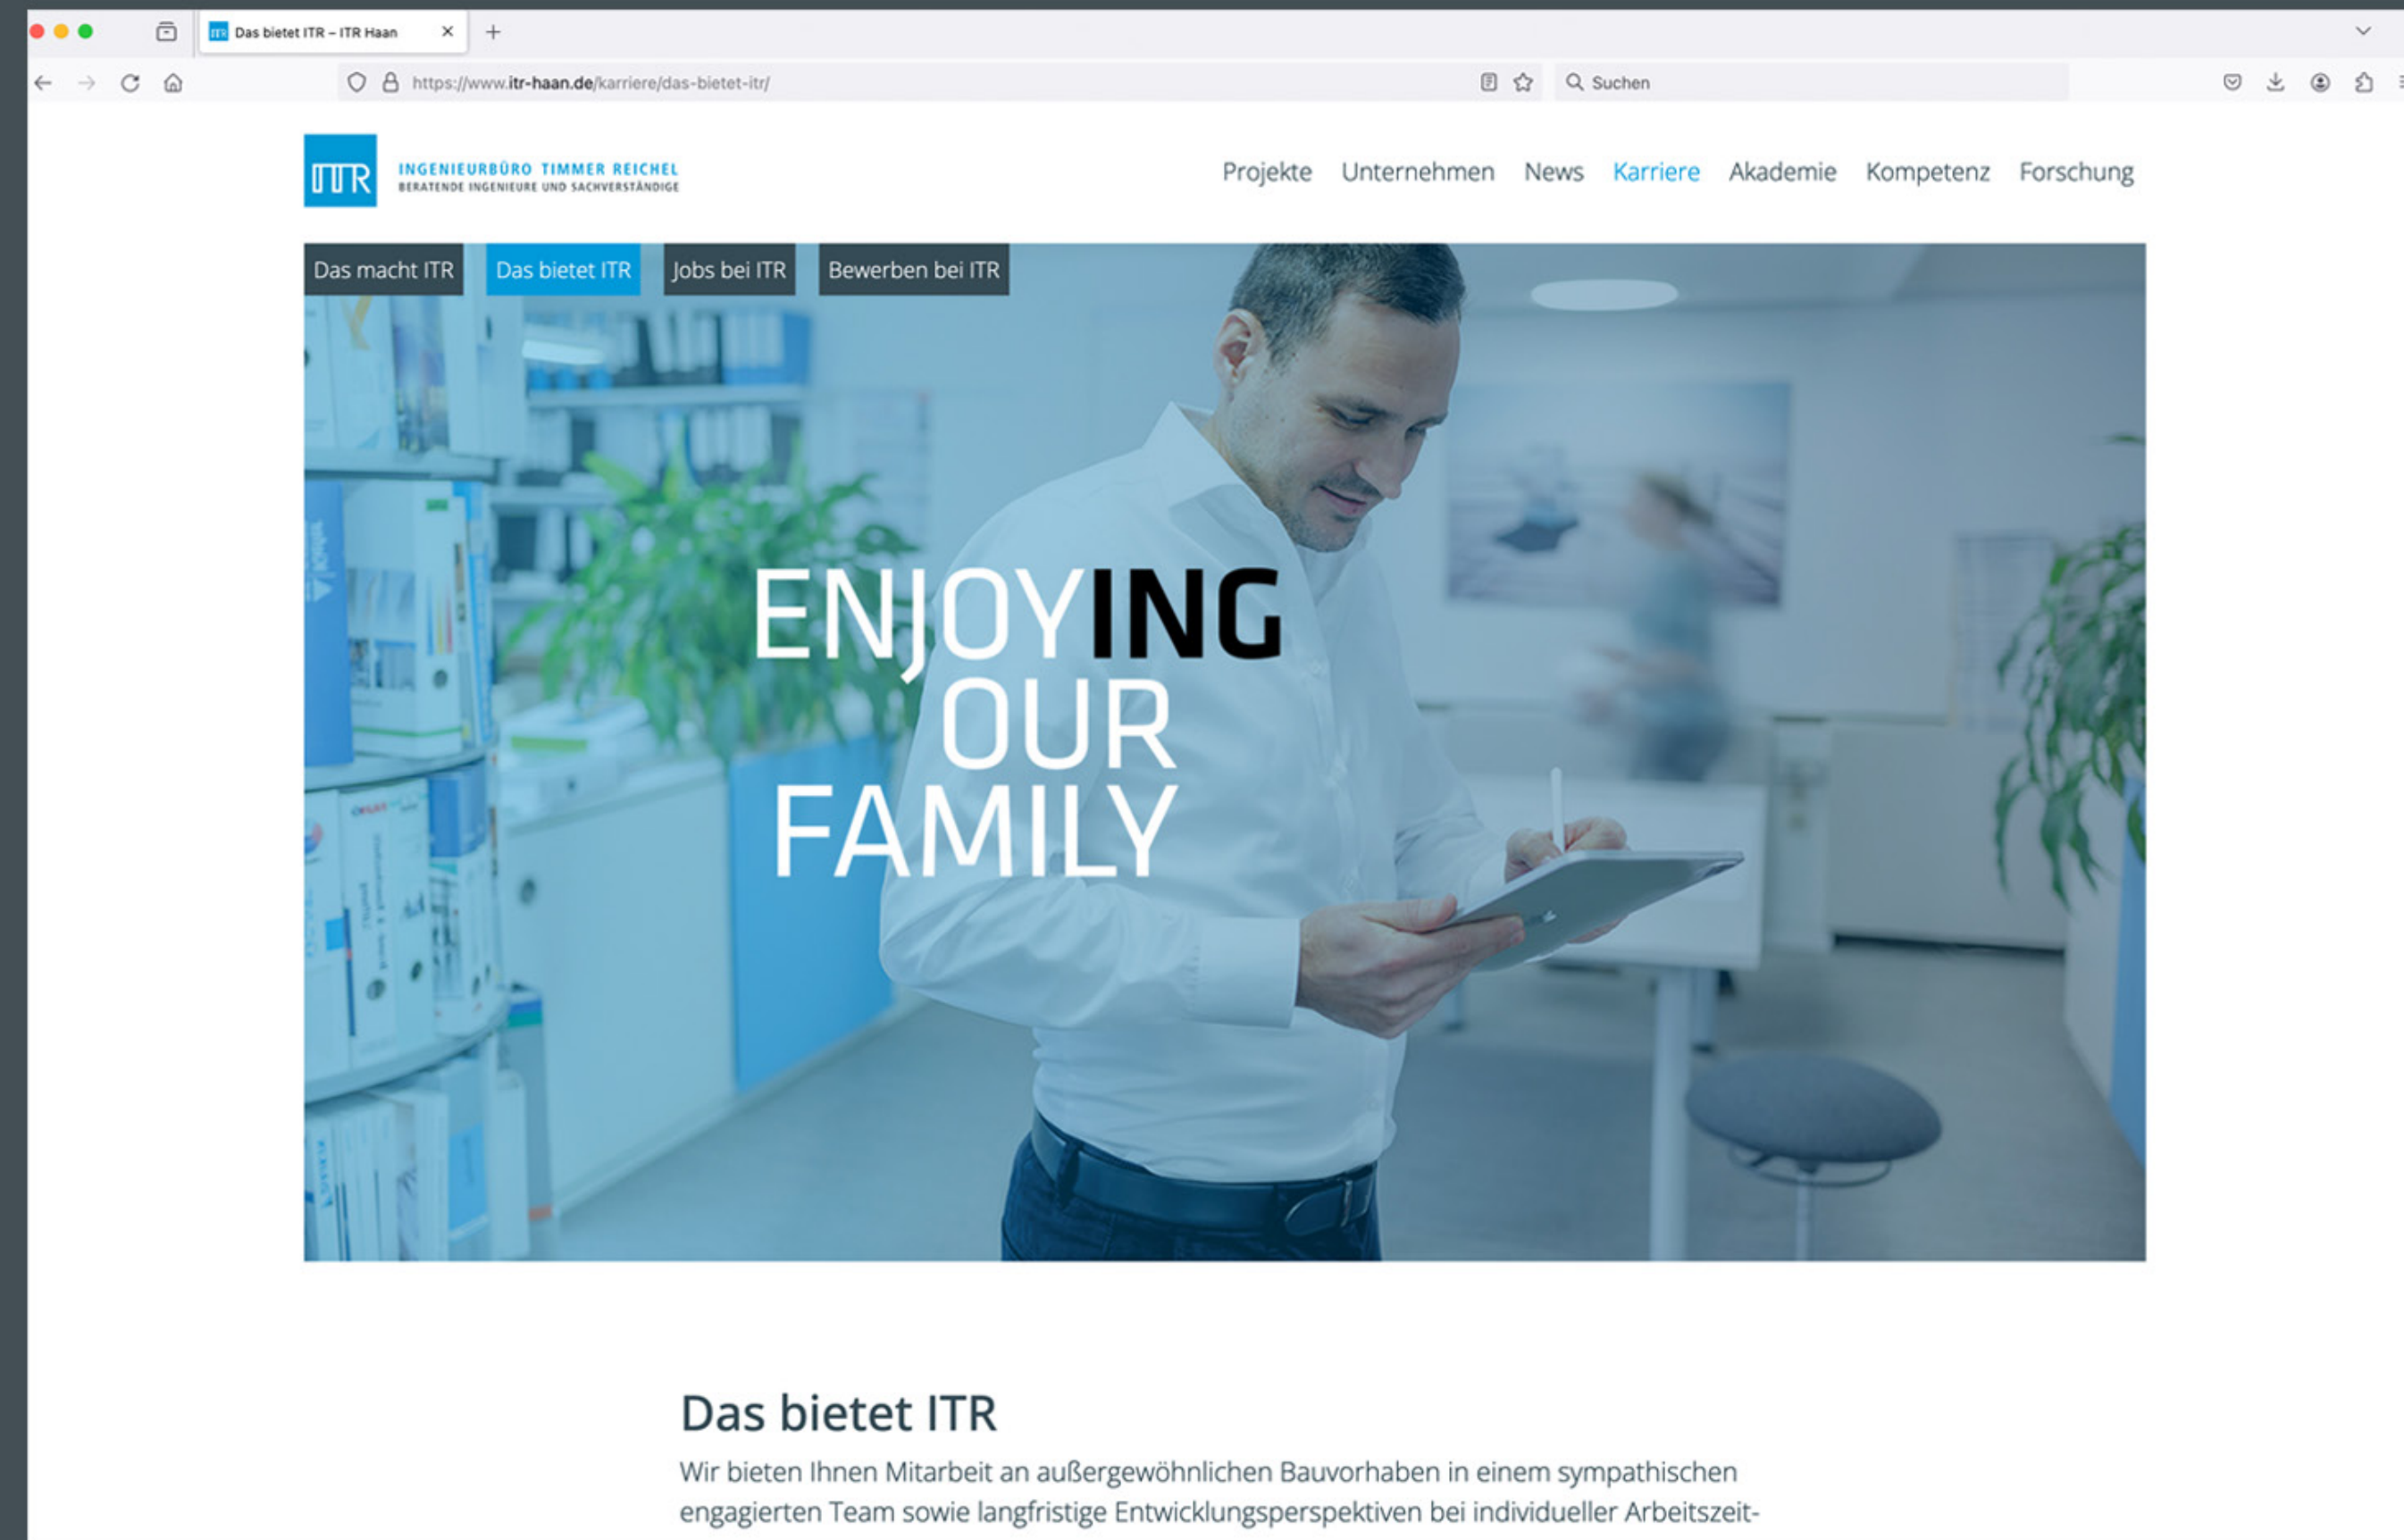 Das bietet ITR – ITR Haan
https://www.itr-haan.de/karriere/das-bietet-itr/
Suchen
ITR
INGENIEURBÜRO TIMMER REICHEL
BERATENDE INGENIEURE UND SACHVERSTÄNDIGE
Projekte Unternehmen News Karriere Akademie Kompetenz Forschung
Das macht ITR Das bietet ITR Jobs bei ITR Bewerben bei ITR
ENJOYING
OUR
FAMILY
Das bietet ITR
Wir bieten Ihnen Mitarbeit an außergewöhnlichen Bauvorhaben in einem sympathischen
engagierten Team sowie langfristige Entwicklungsperspektiven bei individueller Arbeitszeit-